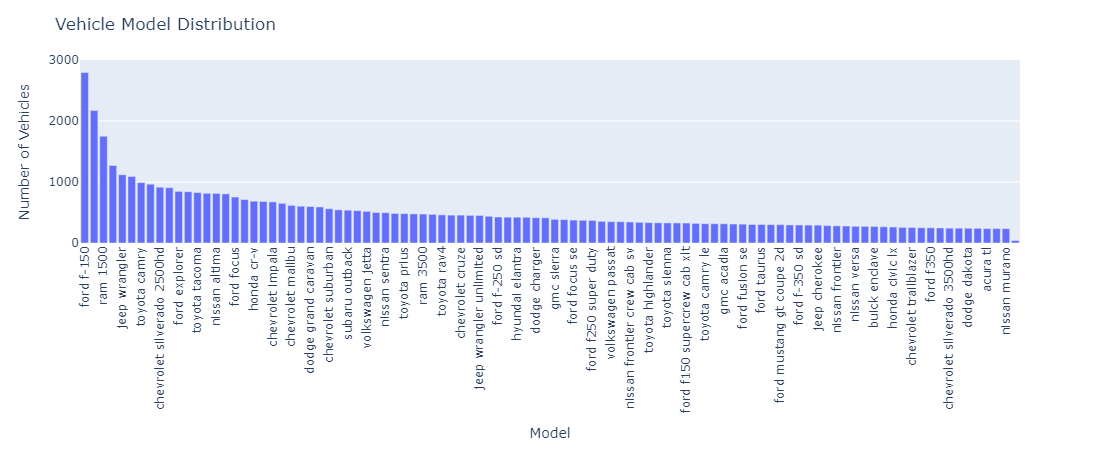 Vehicle Model Distribution
Number of Vehicles
3000
2000
1000
0
ford f-150
ram 1500
jeep wrangler
toyota camry
chevrolet silverado 2500hd
ford explorer
toyota tacoma
nissan altima
ford focus
honda cr-v
chevrolet impala
chevrolet malibu
dodge grand caravan
chevrolet suburban
subaru outback
volkswagen jetta
nissan sentra
toyota prius
ram 3500
toyota rav4
chevrolet cruze
jeep wrangler unlimited
ford f-250 sd
hyundai elantra
dodge charger
gmc sierra
ford focus se
ford f250 super duty
volkswagen passat
nissan frontier crew cab sv
toyota highlander
toyota sienna
ford f150 supercrew cab xlt
toyota camry le
gmc acadia
ford fusion se
ford taurus
ford mustang gt coupe 2d
ford f-350 sd
jeep cherokee
nissan frontier
nissan versa
buick enclave
honda civic lx
chevrolet trailblazer
ford f350
chevrolet silverado 3500hd
dodge dakota
acura tl
nissan murano
Model